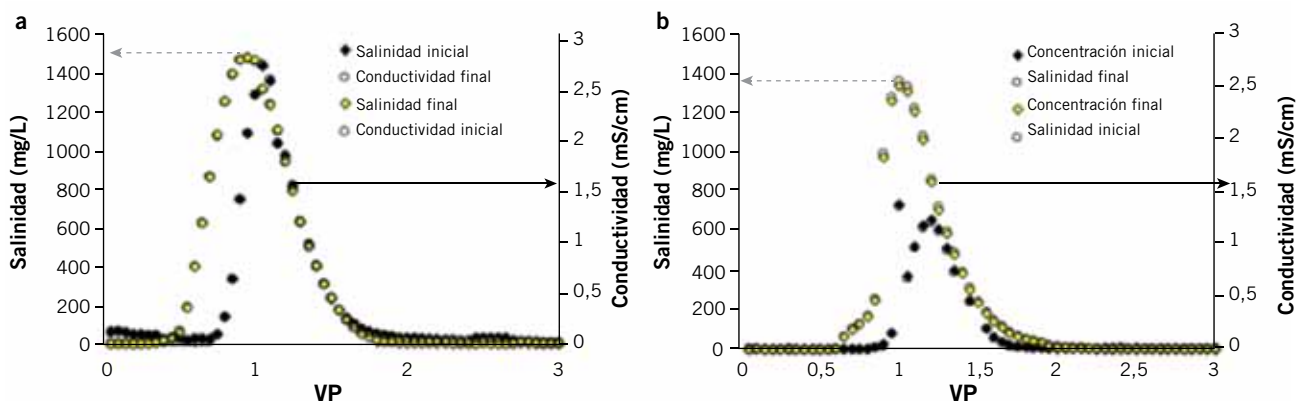 a
Salinidad (mg/L)
1600
1400
1200
1000
800
600
400
200
0
0
1
2
3
VP
3
2,5
2
1,5
1
0,5
0
Conductividad (mS/cm)
Salinidad inicial
Conductividad final
Salinidad final
Conductividad inicial
b
Salinidad (mg/L)
1600
1400
1200
1000
800
600
400
200
0
0
0,5
1
1,5
2
2,5
3
VP
3
2,5
2
1,5
1
0,5
0
Conductividad (mS/cm)
Concentración inicial
Salinidad final
Concentración final
Salinidad inicial